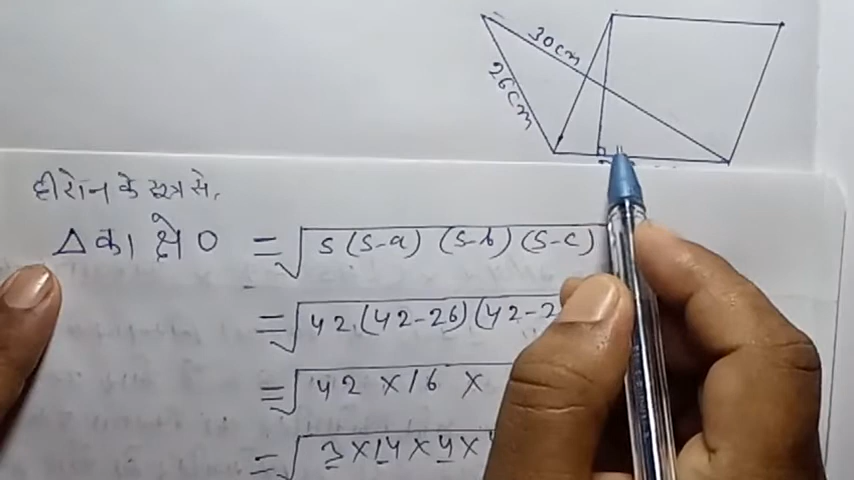 30cm
26cm
हीरोन के सूत्र से,
△ का क्षे० = √s(s-a)(s-b)(s-c)
= √42(42-26)(42-2
= √42×16×
= √3×14×4×